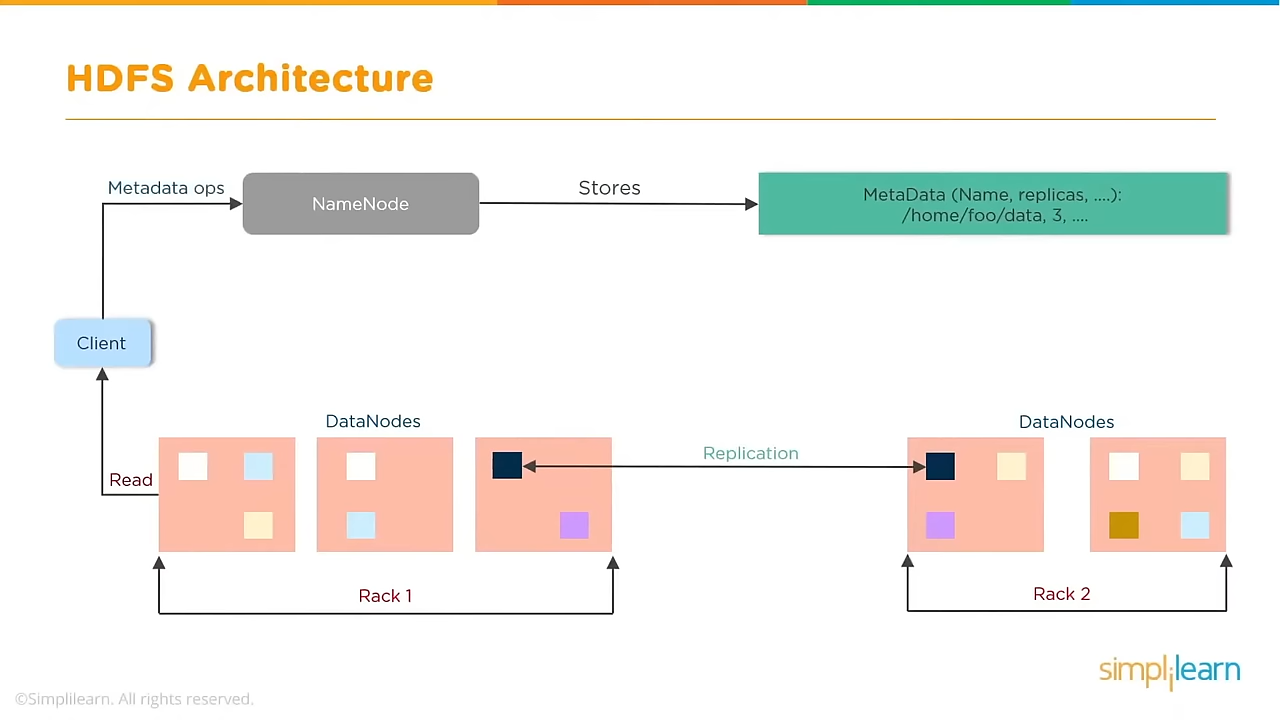 HDFS Architecture
Metadata ops
NameNode
Stores
MetaData (Name, replicas, ....):
/home/foo/data, 3, ....
Client
DataNodes
DataNodes
Read
Replication
Rack 1
Rack 2
simplilearn
©Simplilearn. All rights reserved.